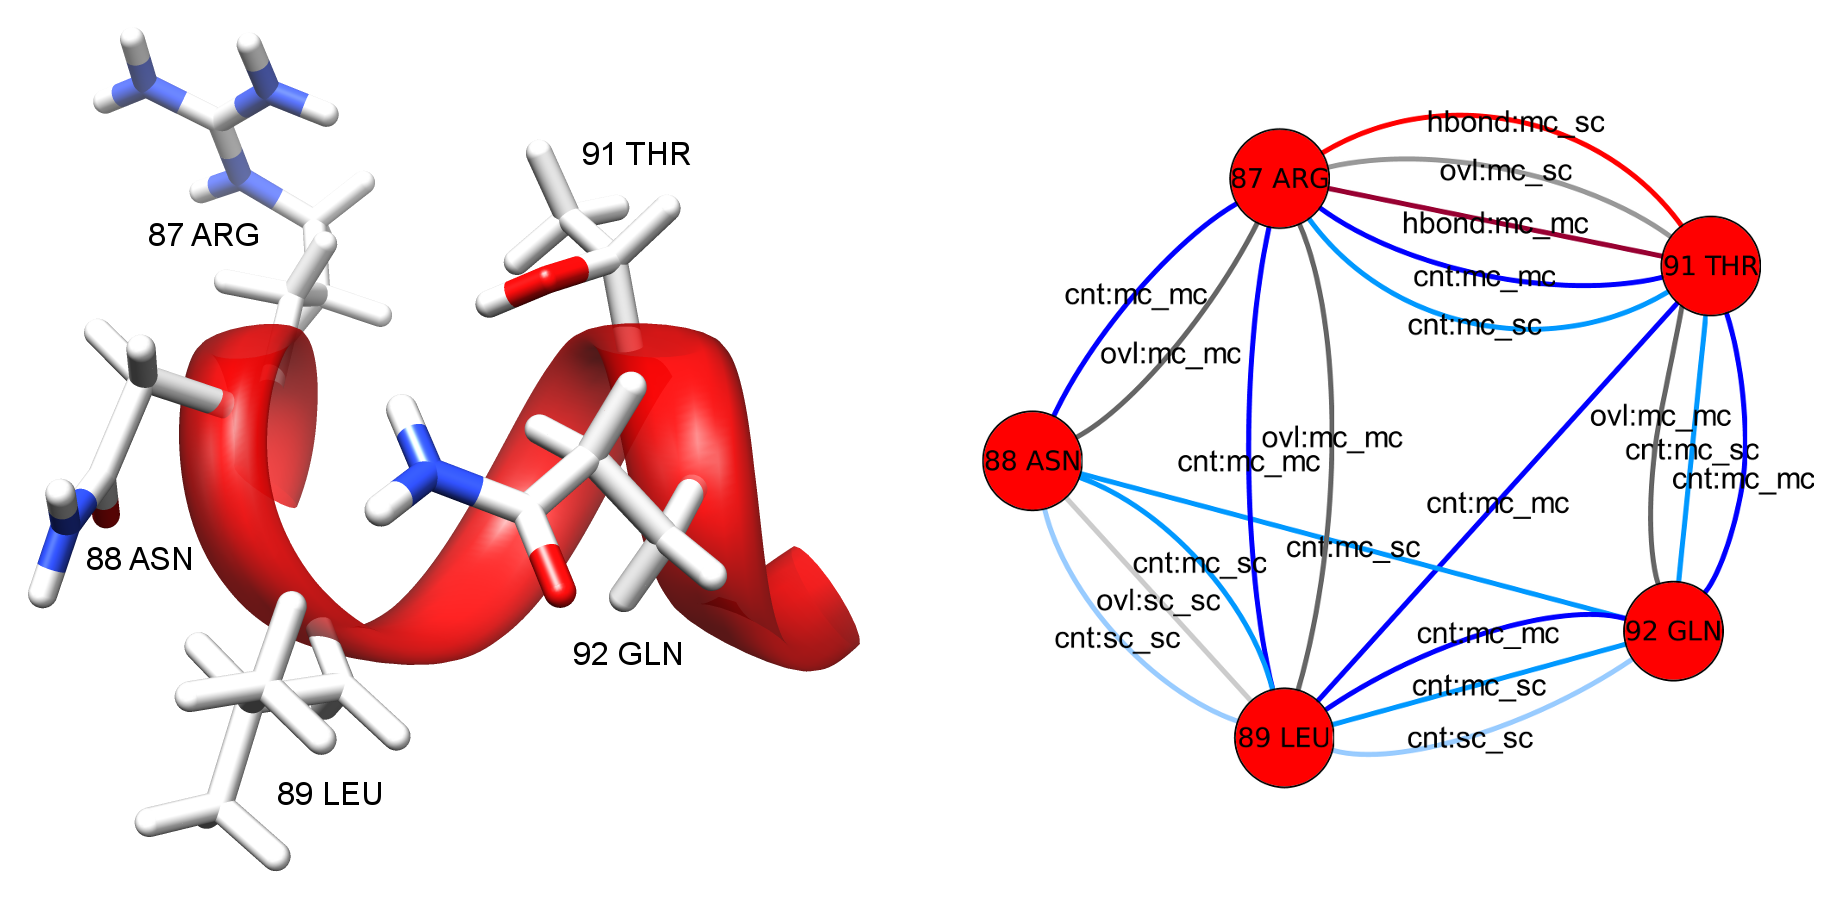 91 THR
87 ARG
88 ASN
92 GLN
89 LEU
hbond:mc_sc
87 ARG
ovl:mc_sc
hbond:mc_mc
91 THR
cnt:mc_mc
cnt:mc_mc
cnt:mc_sc
ovl:mc_mc
ovl:mc_mc
ovl:mc_mc
cnt:mc_sc
88 ASN
cnt:mc_mc
cnt:mc_mc
cnt:mc_mc
cnt:mc_sc
cnt:mc_sc
ovl:sc_sc
cnt:mc_mc
92 GLN
cnt:sc_sc
cnt:mc_sc
89 LEU
cnt:sc_sc